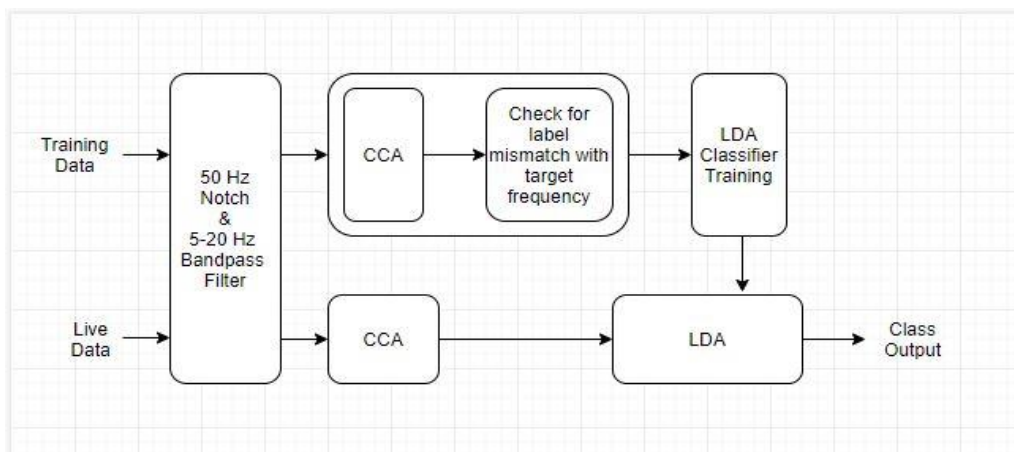 Training
Data
50 Hz
Notch
&
5-20 Hz
Bandpass
Filter
CCA
Check for
label
mismatch with
target
frequency
LDA
Classifier
Training
Live
Data
CCA
LDA
Class
Output